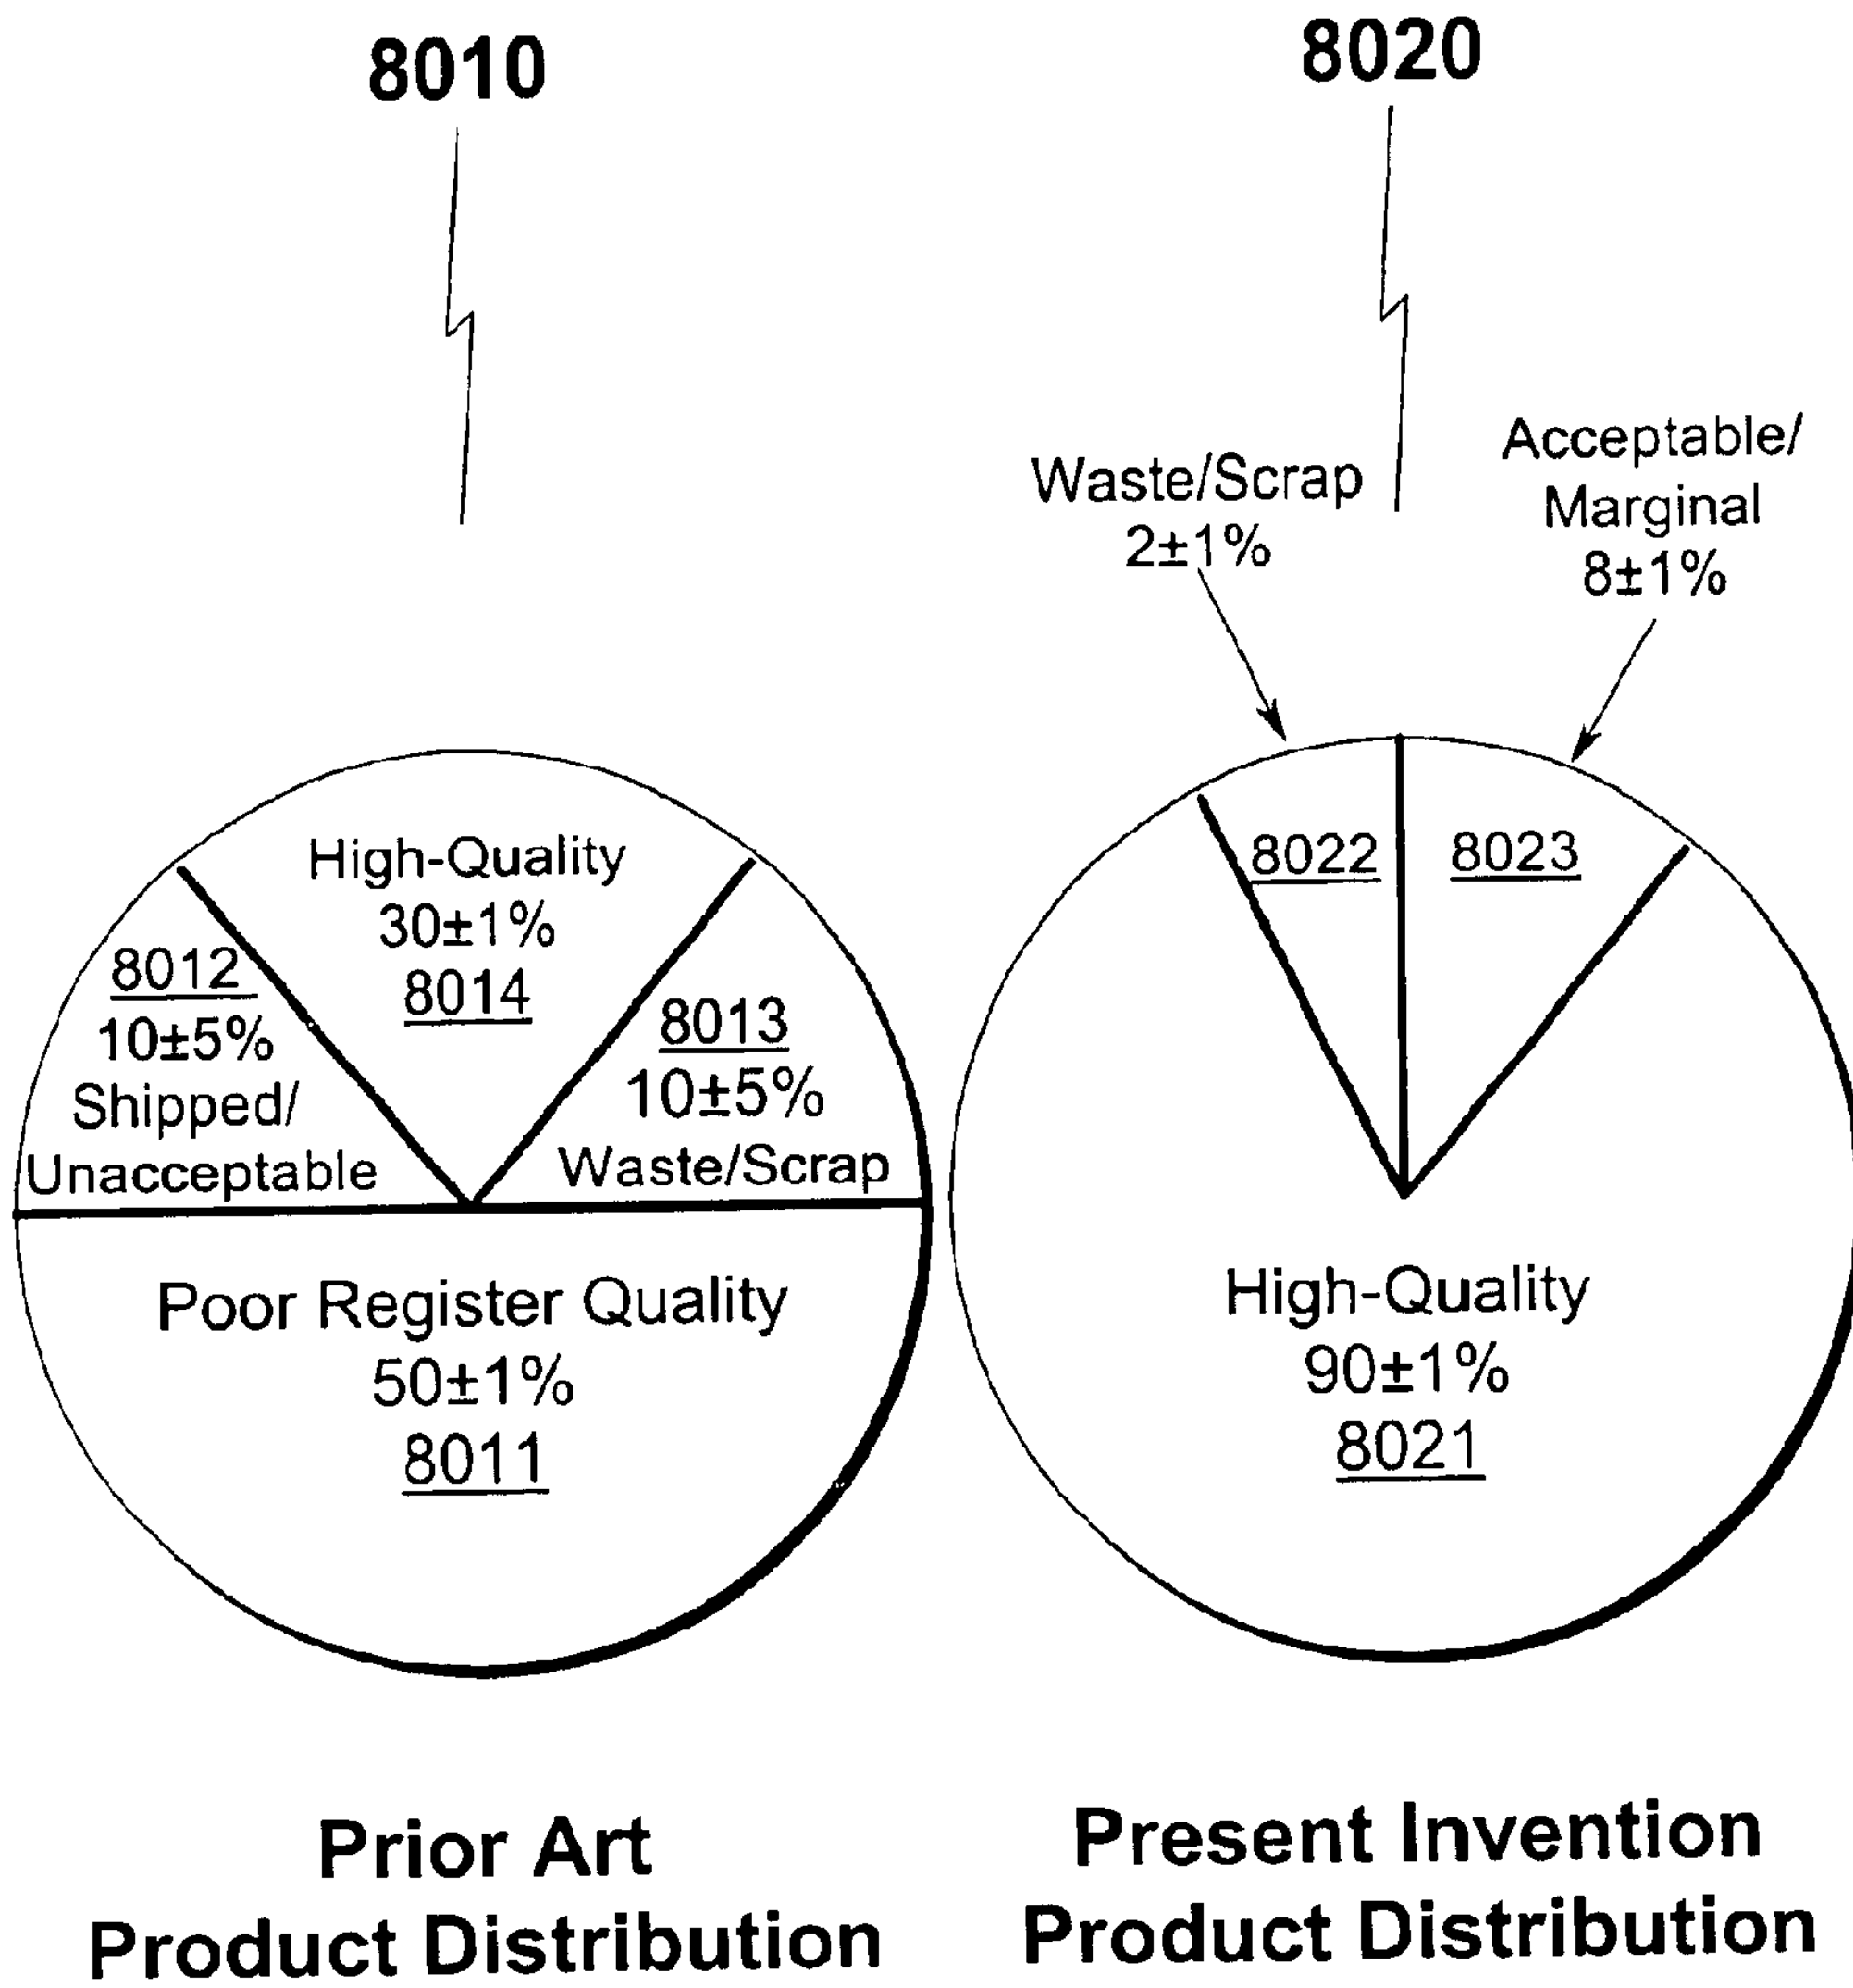 8010
High-Quality
30±1%
8014
8012
10±5%
Shipped/
Unacceptable
8013
10±5%
Waste/Scrap
Poor Register Quality
50±1%
8011
Prior Art
Product Distribution
8020
Waste/Scrap
2±1%
Acceptable/
Marginal
8±1%
8022
8023
High-Quality
90±1%
8021
Present Invention
Product Distribution